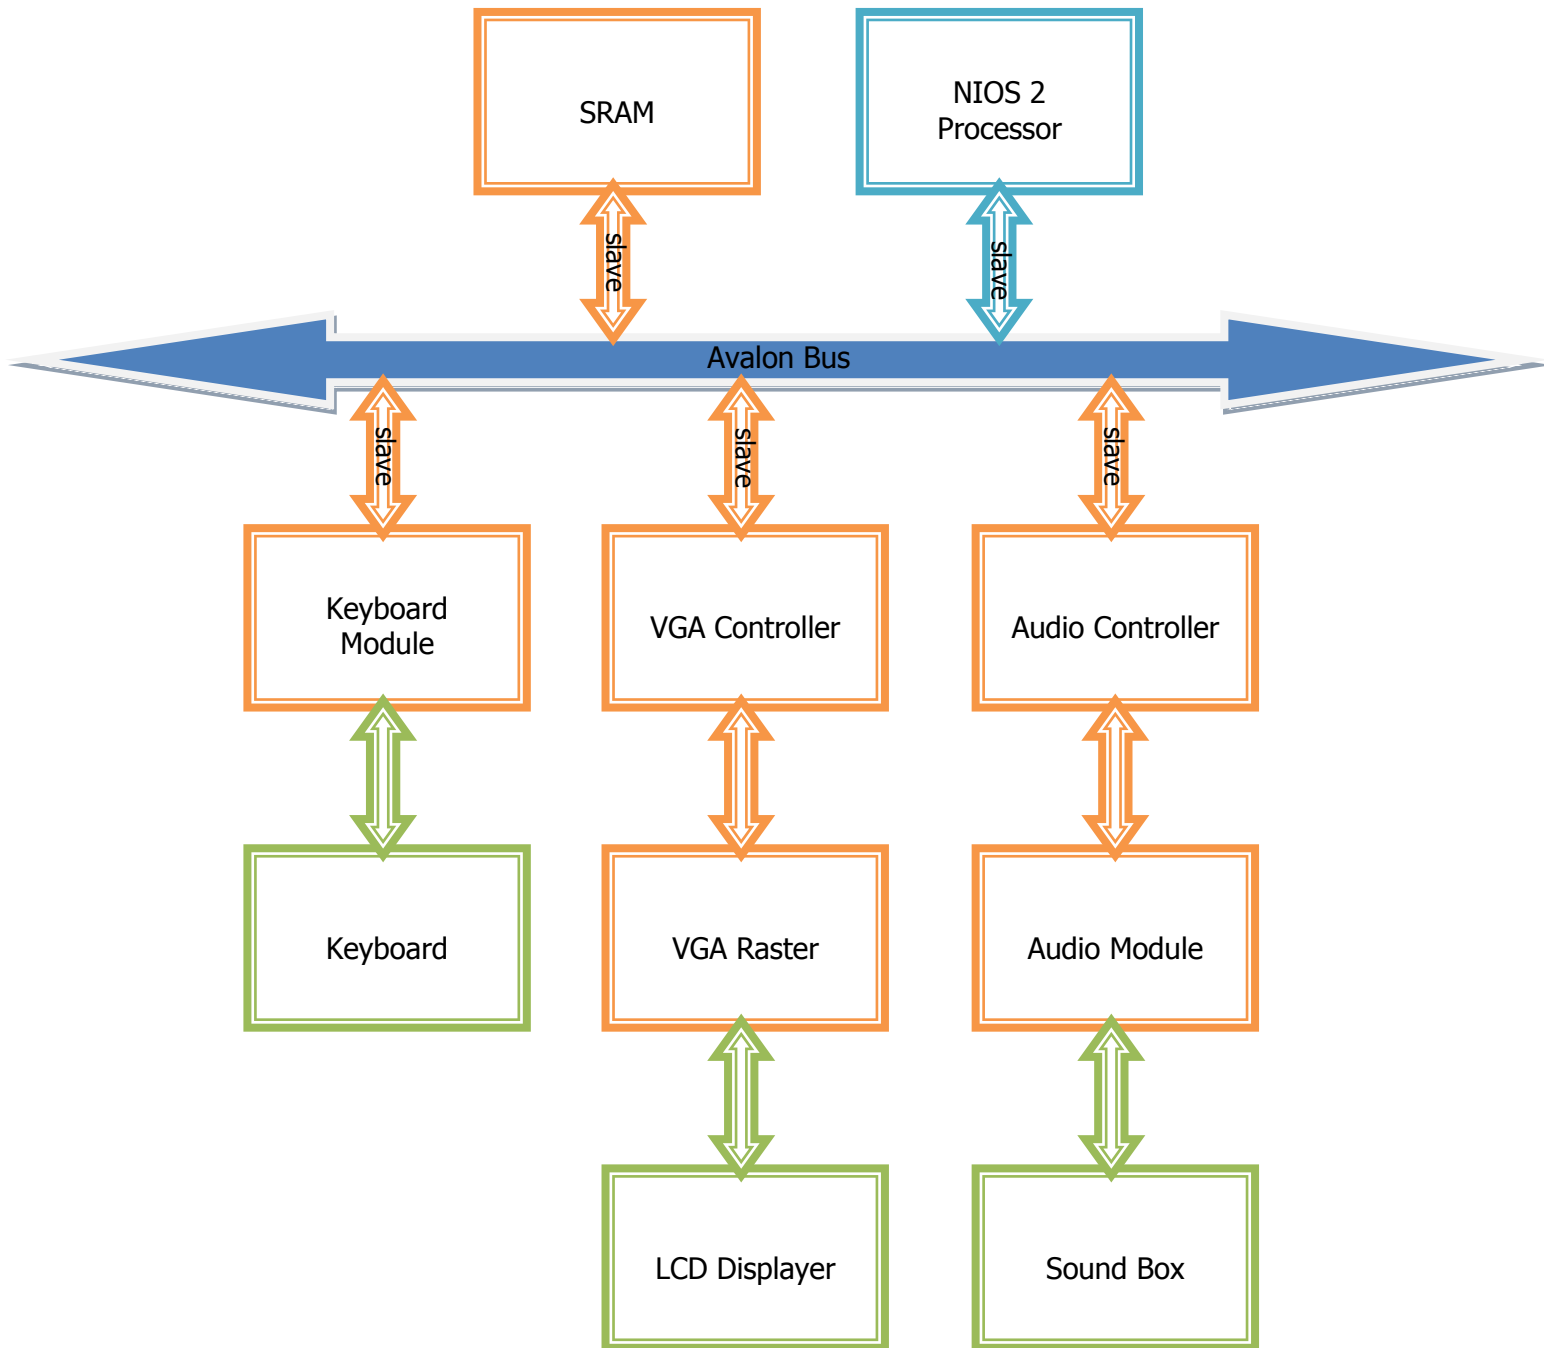 SRAM
NIOS 2
Processor
slave
slave
Avalon Bus
slave
slave
slave
Keyboard
Module
VGA Controller
Audio Controller
Keyboard
VGA Raster
Audio Module
LCD Displayer
Sound Box